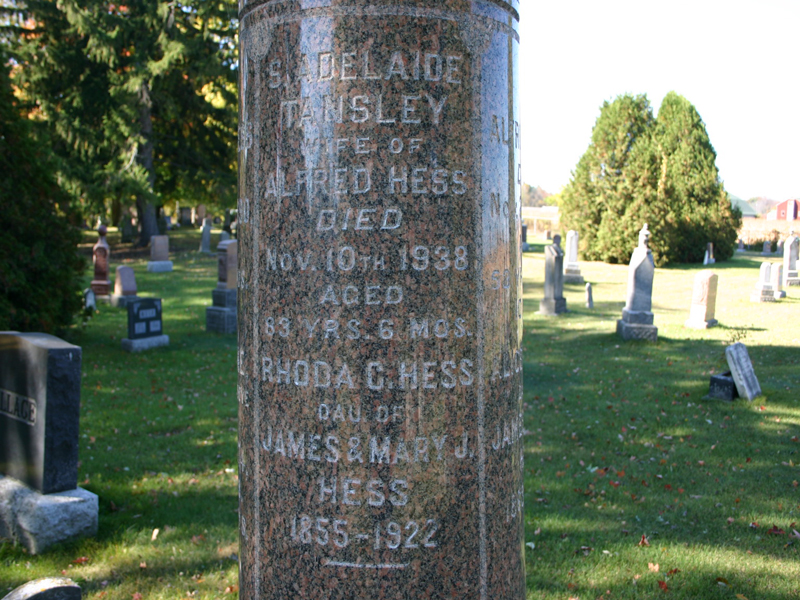 S. ADELAIDE
TANSLEY
WIFE OF
ALFRED HESS
DIED
NOV. 10TH 1938
AGED
83 YRS. 6 MOS.
RHODA C. HESS
DAU. OF
JAMES & MARY J.
HESS
1855-1922